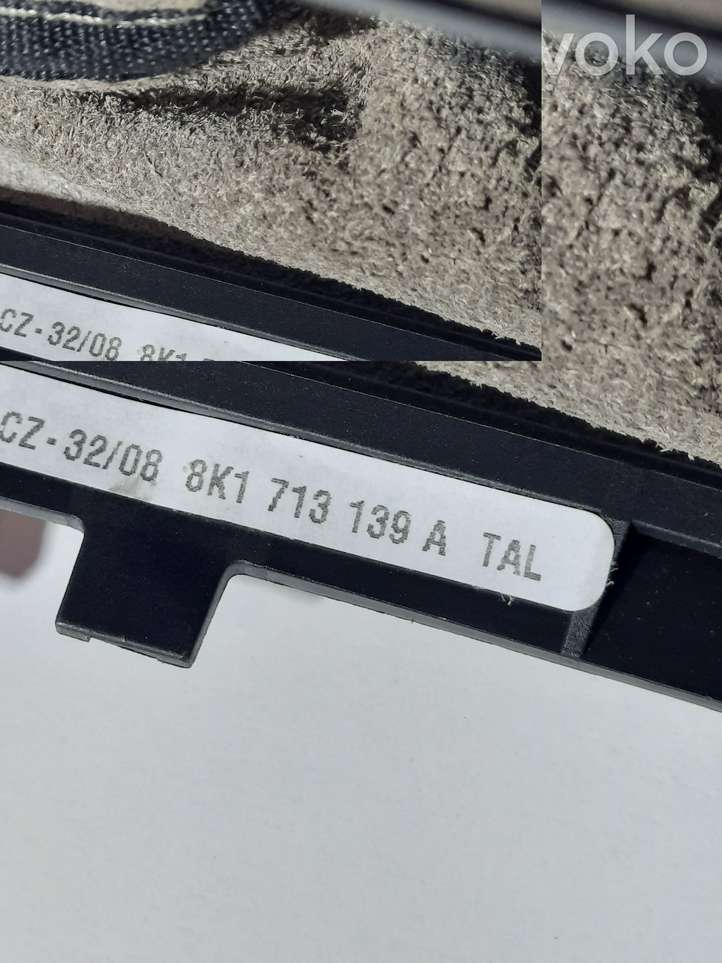 voko
CZ-32/08 8K1
CZ-32/08 8K1 713 139 A TAL